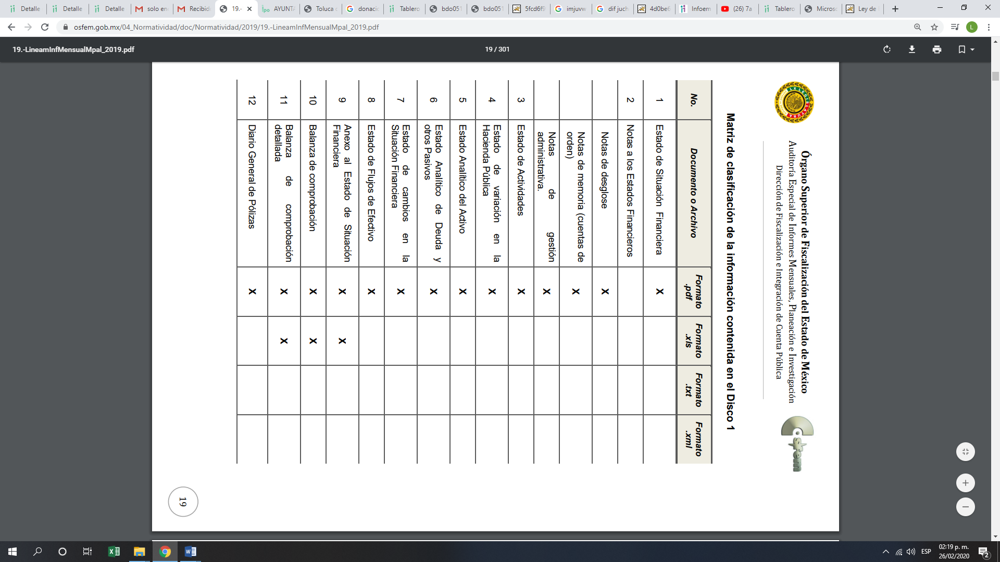 Detalle
Detalle
Detalle
solo en
Recibid
19.-
AYUNTA
Toluca
donacio
Tablero
bdo051
bdo051
5fcd6f9
imjuvw
dif juch
4d0be6
Infoem
(26) 7a
Tablero
Micros
Ley de
osfem.gob.mx/04_Normatividad/doc/Normatividad/2019/19.-LineamInfMensualMpal_2019.pdf
L
19.-LineamInfMensualMpal_2019.pdf
19 / 301
LX LEGISLATURA
Órgano Superior de Fiscalización del Estado de México
Auditoría Especial de Informes Mensuales, Planeación e Investigación
Dirección de Fiscalización e Integración de Cuenta Pública
Osfem
Matriz de clasificación de la información contenida en el Disco 1
No. Documento o Archivo Formato .pdf Formato .xls Formato .txt Formato .xml
1 Estado de Situación Financiera X
2 Notas a los Estados Financieros
Notas de desglose X
Notas de memoria (cuentas de
orden) X
Notas de gestión
administrativa. X
3 Estado de Actividades X
4 Estado de variación en la
Hacienda Pública X
5 Estado Analítico del Activo X
6 Estado Analítico de Deuda y
otros Pasivos X
7 Estado de cambios en la
Situación Financiera X
8 Estado de Flujos de Efectivo X
9 Anexo al Estado de Situación
Financiera X X
10 Balanza de comprobación X X
11 Balanza de comprobación
detallada X X
12 Diario General de Pólizas X
19
ESP
02:19 p. m.
26/02/2020
2